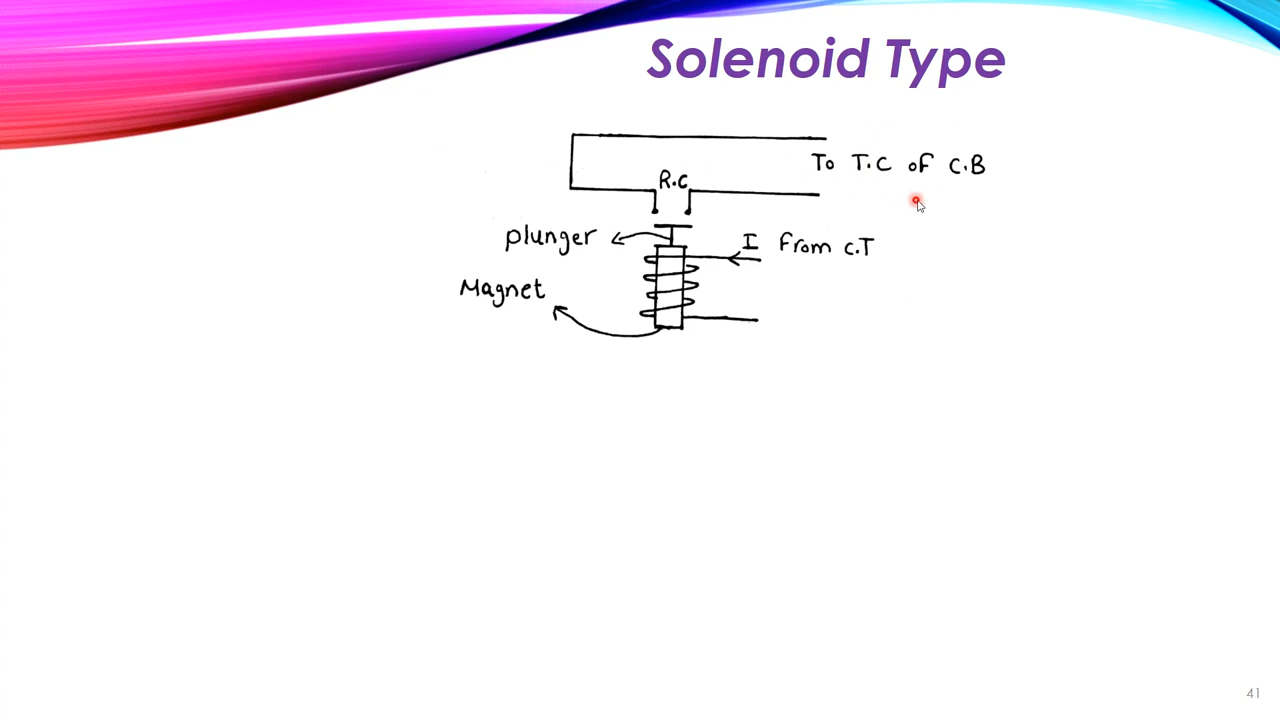 Solenoid Type
To T.C of C.B
R.C
plunger
I from C.T
Magnet
41